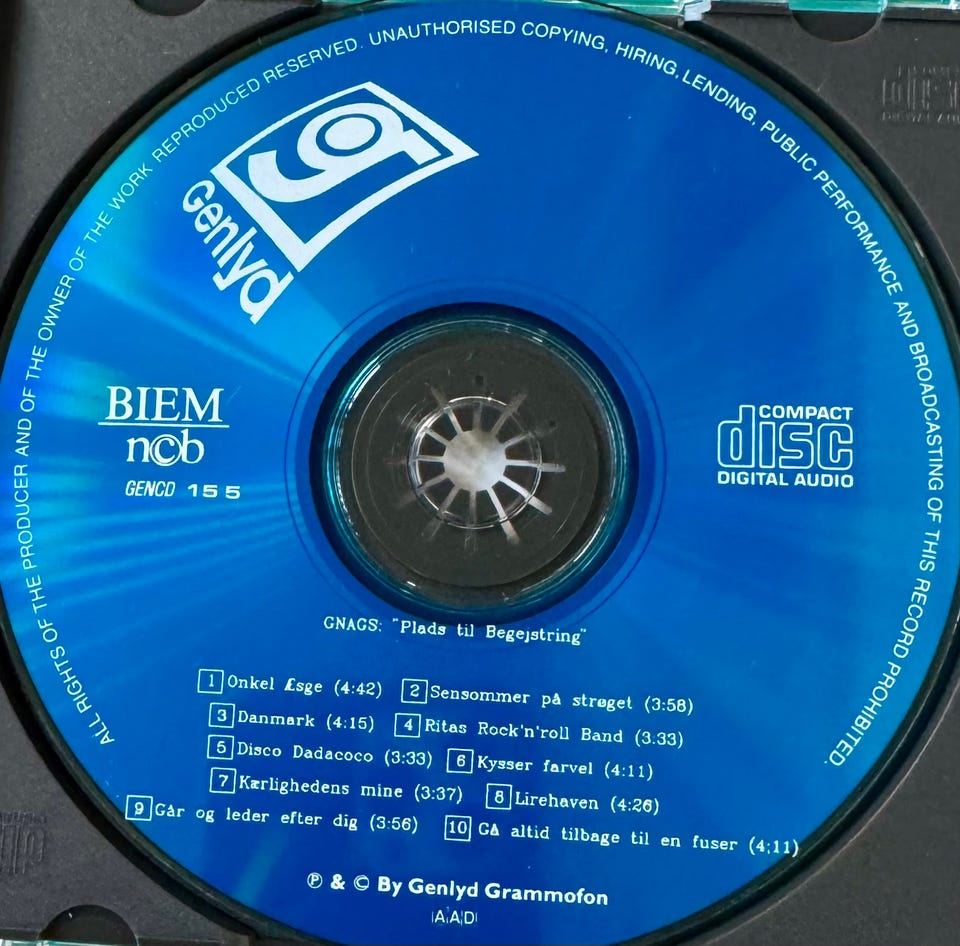 ALL RIGHTS OF THE PRODUCER AND OF THE OWNER OF THE WORK REPRODUCED RESERVED. UNAUTHORISED COPYING, HIRING, LENDING, PUBLIC PERFORMANCE AND BROADCASTING OF THIS RECORD PROHIBITED.
g
Genlyd
BIEM
n©b
GENCD 155
COMPACT
disc
DIGITAL AUDIO
GNAGS: "Plads til Begejstring"
1 Onkel £sge (4:42) 2 Sensommer på strøget (3:58)
3 Danmark (4:15) 4 Ritas Rock'n'roll Band (3.33)
5 Disco Dadacoco (3:33) 6 Kysser farvel (4:11)
7 Kærlighedens mine (3:37) 8 Lirehaven (4:26)
9 Går og leder efter dig (3:56) 10 GÅ altid tilbage til en fuser (4;11)
℗ & © By Genlyd Grammofon
|A|A|D|